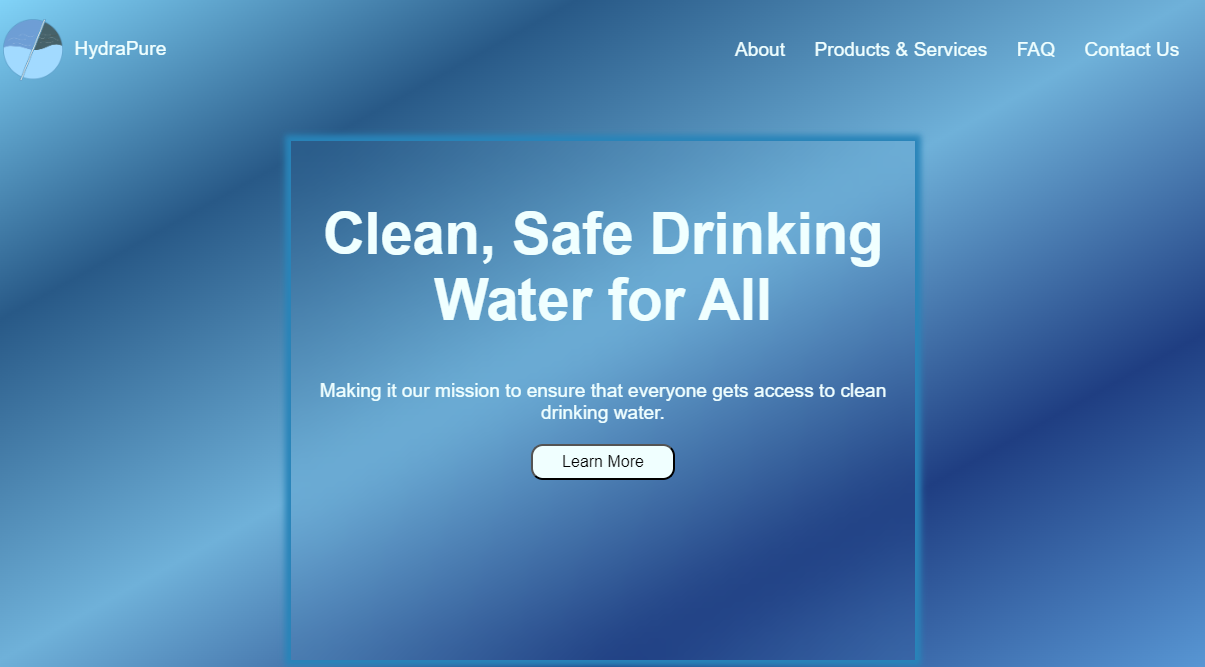 HydraPure
About
Products & Services
FAQ
Contact Us
Clean, Safe Drinking
Water for All
Making it our mission to ensure that everyone gets access to clean
drinking water.
Learn More